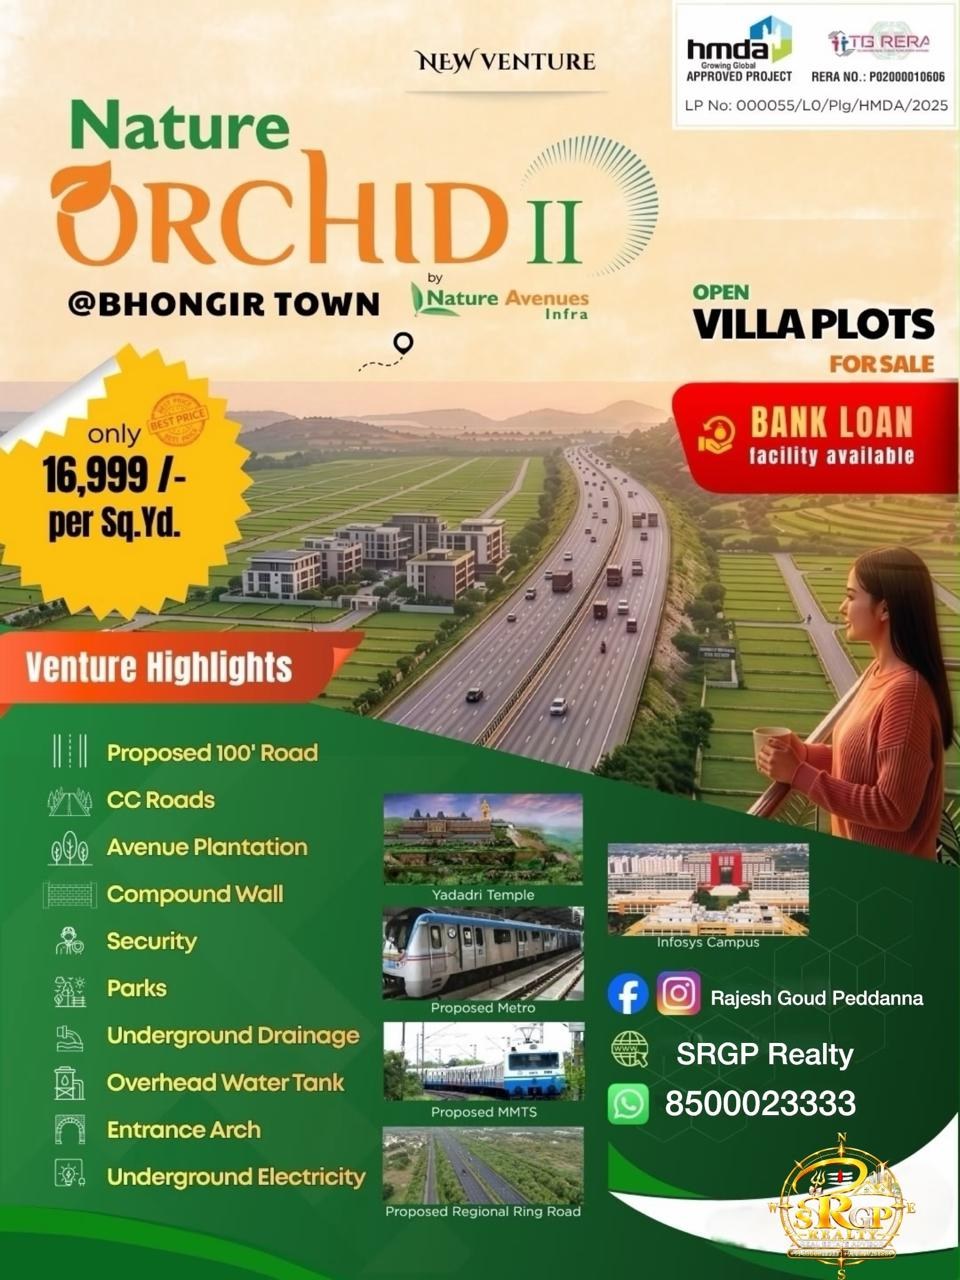 NEW VENTURE
hmda
Growing Global
APPROVED PROJECT
TG RERA
RERA NO.: P02000010606
LP No: 000055/L0/Plg/HMDA/2025
Nature
ORCHID II
by
@BHONGIR TOWN
Nature Avenues
Infra
OPEN
VILLA PLOTS
FOR SALE
BANK LOAN
facility available
BEST PRICE
only
16,999 /-
per Sq.Yd.
Venture Highlights
Proposed 100' Road
CC Roads
Avenue Plantation
Compound Wall
Security
Parks
Underground Drainage
Overhead Water Tank
Entrance Arch
Underground Electricity
Yadadri Temple
Proposed Metro
Proposed MMTS
Proposed Regional Ring Road
Infosys Campus
Rajesh Goud Peddanna
WWW
SRGP Realty
8500023333
N
W
E
SRGP
REALTY
S